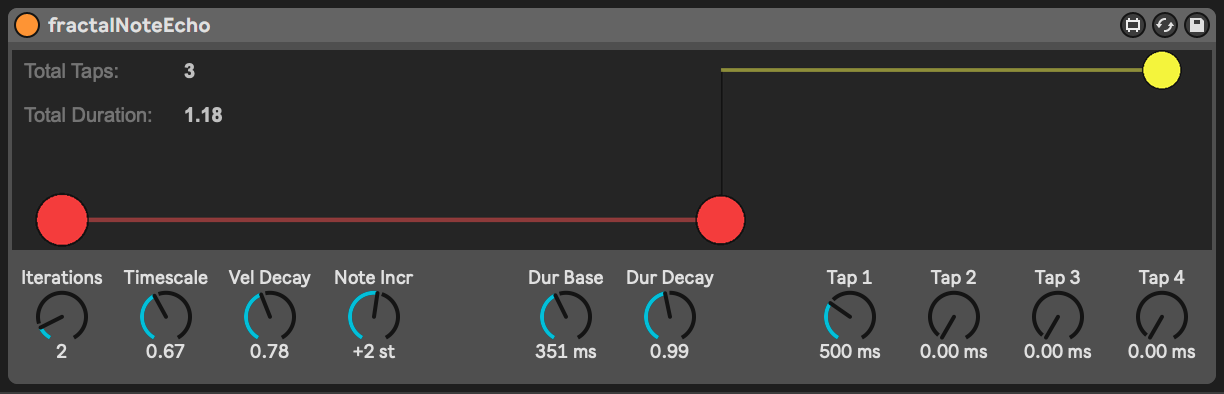 fractalNoteEcho
Total Taps: 3
Total Duration: 1.18
Iterations Timescale Vel Decay Note Incr Dur Base Dur Decay Tap 1 Tap 2 Tap 3 Tap 4
2 0.67 0.78 +2 st 351 ms 0.99 500 ms 0.00 ms 0.00 ms 0.00 ms